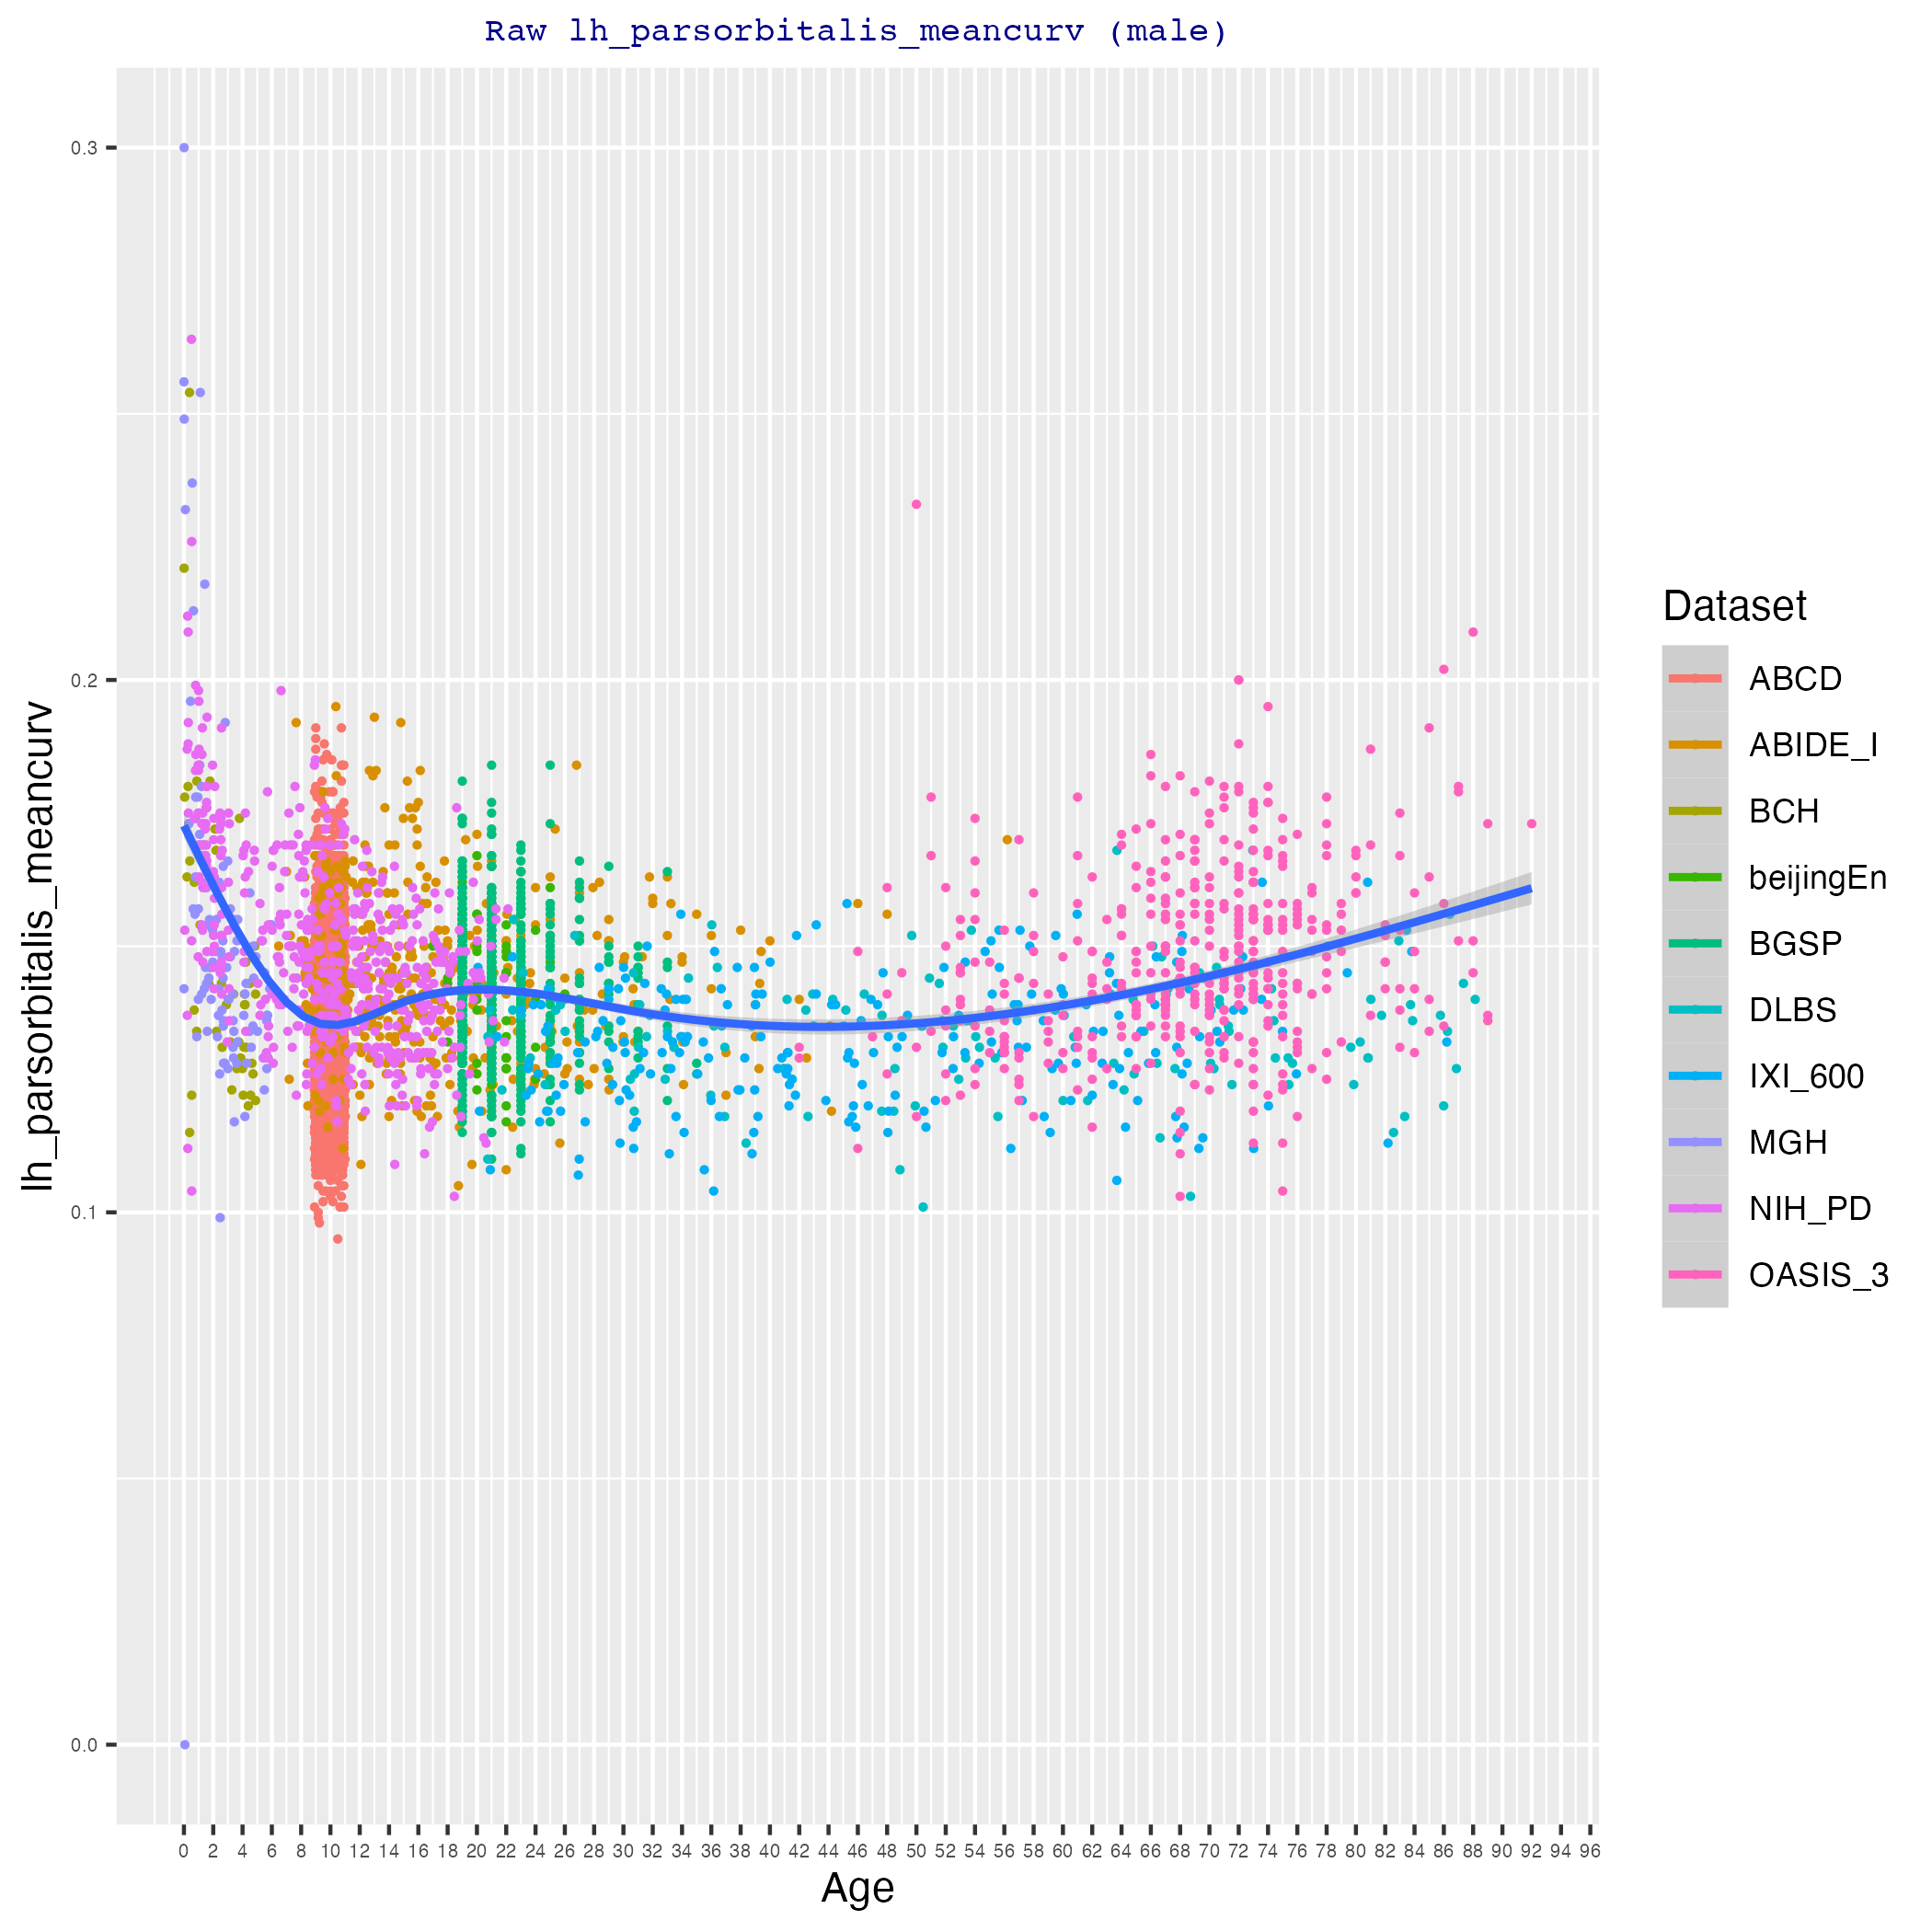 Raw lh_parsorbitalis_meancurv (male)
lh_parsorbitalis_meancurv
0.3
0.2
0.1
0.0
0 2 4 6 8 10 12 14 16 18 20 22 24 26 28 30 32 34 36 38 40 42 44 46 48 50 52 54 56 58 60 62 64 66 68 70 72 74 76 78 80 82 84 86 88 90 92 94 96
Age
Dataset
ABCD
ABIDE_I
BCH
beijingEn
BGSP
DLBS
IXI_600
MGH
NIH_PD
OASIS_3